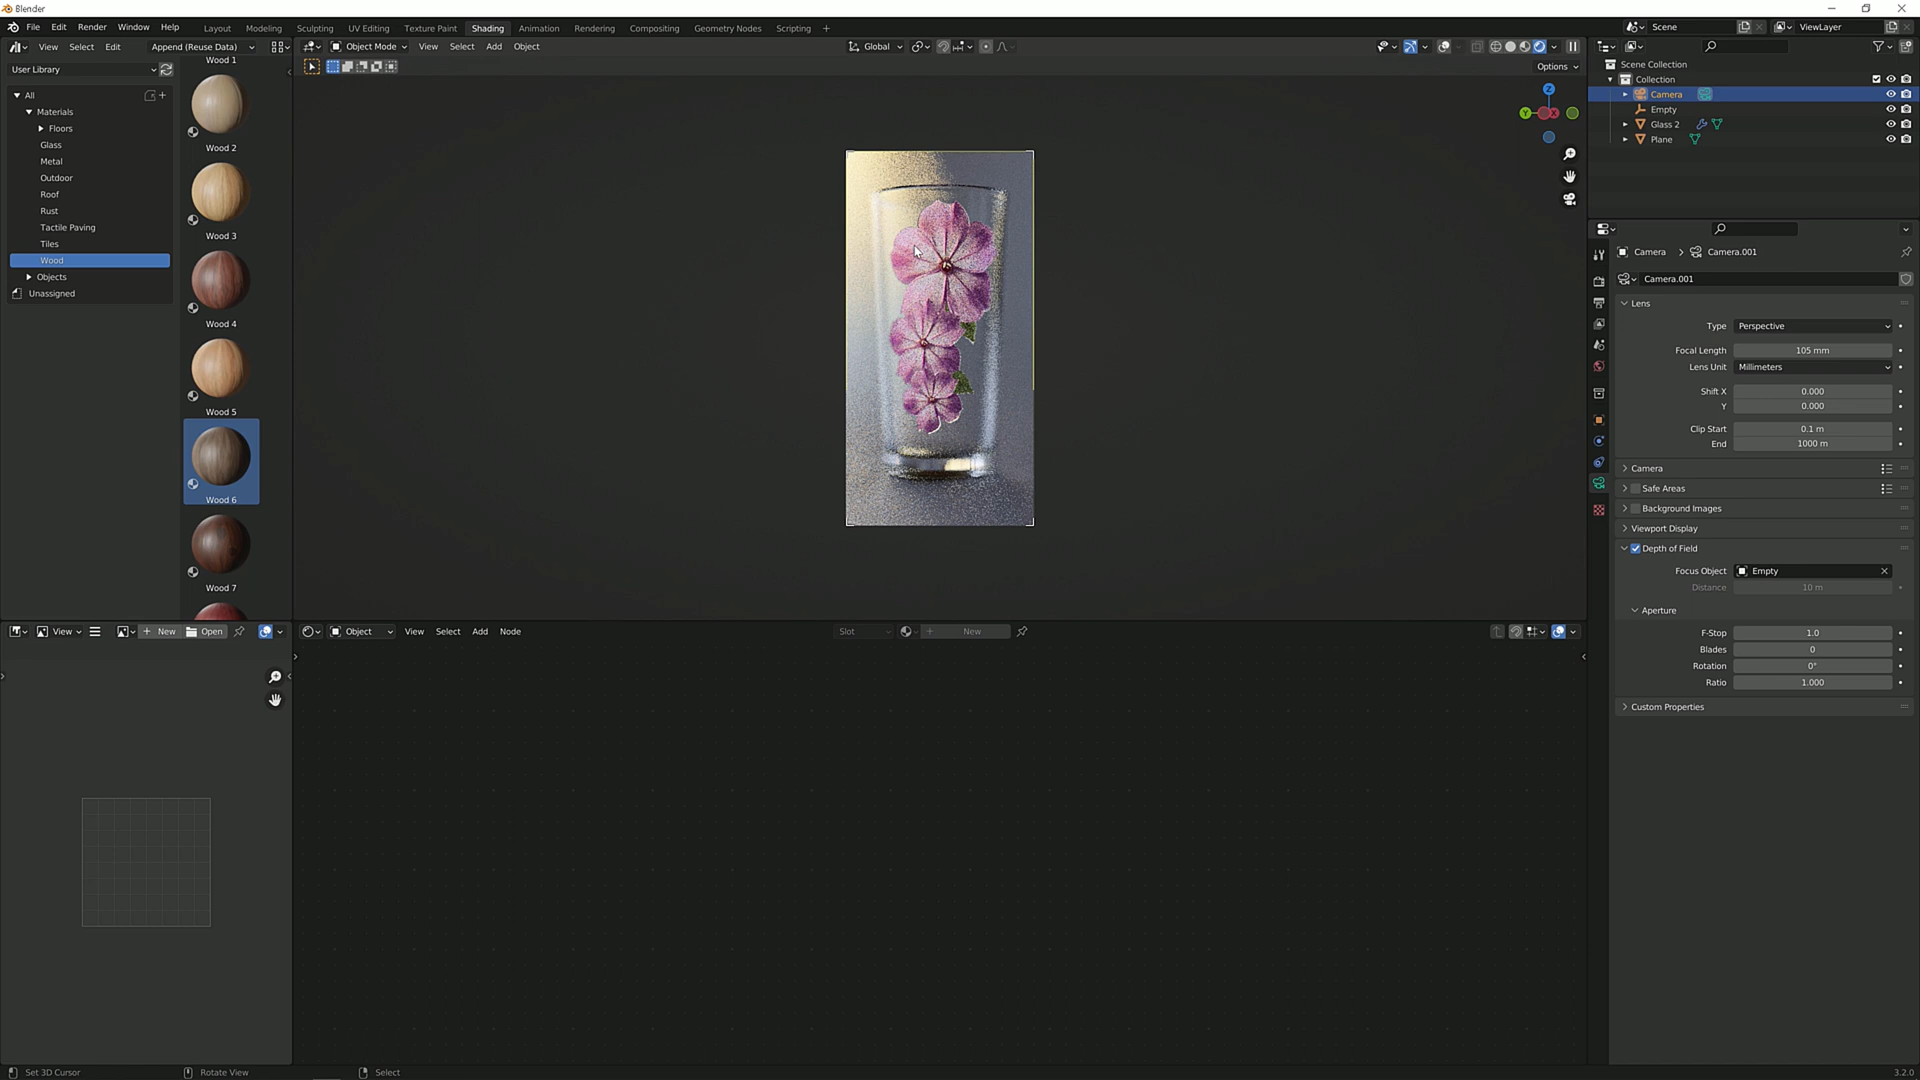 Blender
File Edit Render Window Help Layout Modeling Sculpting UV Editing Texture Paint Shading Animation Rendering Compositing Geometry Nodes Scripting + Scene ViewLayer
View Select Edit Append (Reuse Data) Object Mode View Select Add Object Global
User Library
Options
All
Materials
Floors
Glass
Metal
Outdoor
Roof
Rust
Tactile Paving
Tiles
Wood
Objects
Unassigned
Wood 1
Wood 2
Wood 3
Wood 4
Wood 5
Wood 6
Wood 7
Z
Y
X
Scene Collection
Collection
Camera
Empty
Glass 2
Plane
Camera > Camera.001
Camera.001
Lens
Type Perspective
Focal Length 105 mm
Lens Unit Millimeters
Shift X 0.000
Y 0.000
Clip Start 0.1 m
End 1000 m
Camera
Safe Areas
Background Images
Viewport Display
Depth of Field
Focus Object Empty
Distance 10 m
Aperture
F-Stop 1.0
Blades 0
Rotation 0°
Ratio 1.000
Custom Properties
View + New Open
Object View Select Add Node Slot + New
Set 3D Cursor Rotate View Select 3.2.0